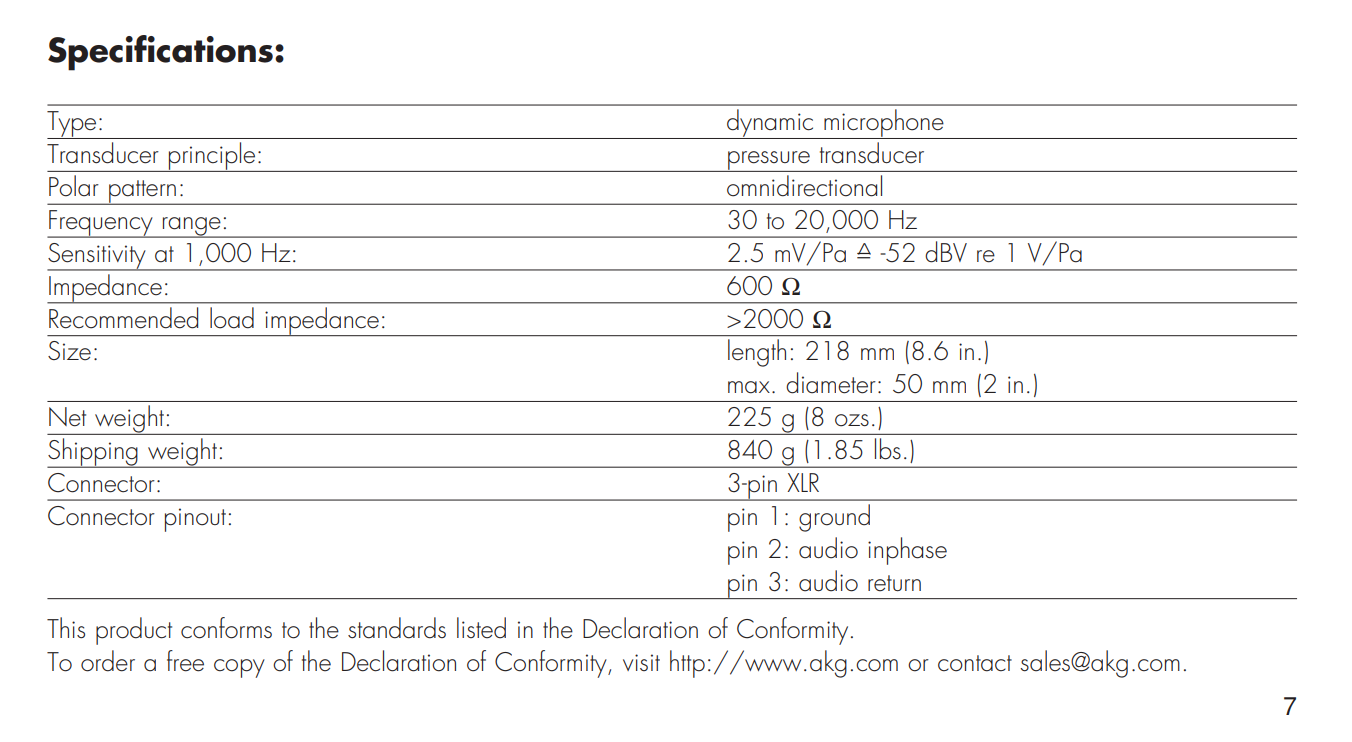 Specifications:
Type: dynamic microphone
Transducer principle: pressure transducer
Polar pattern: omnidirectional
Frequency range: 30 to 20,000 Hz
Sensitivity at 1,000 Hz: 2.5 mV/Pa ≙ -52 dBV re 1 V/Pa
Impedance: 600 Ω
Recommended load impedance: >2000 Ω
Size: length: 218 mm (8.6 in.)
max. diameter: 50 mm (2 in.)
Net weight: 225 g (8 ozs.)
Shipping weight: 840 g (1.85 lbs.)
Connector: 3-pin XLR
Connector pinout: pin 1: ground
pin 2: audio inphase
pin 3: audio return
This product conforms to the standards listed in the Declaration of Conformity.
To order a free copy of the Declaration of Conformity, visit http://www.akg.com or contact sales@akg.com.
7